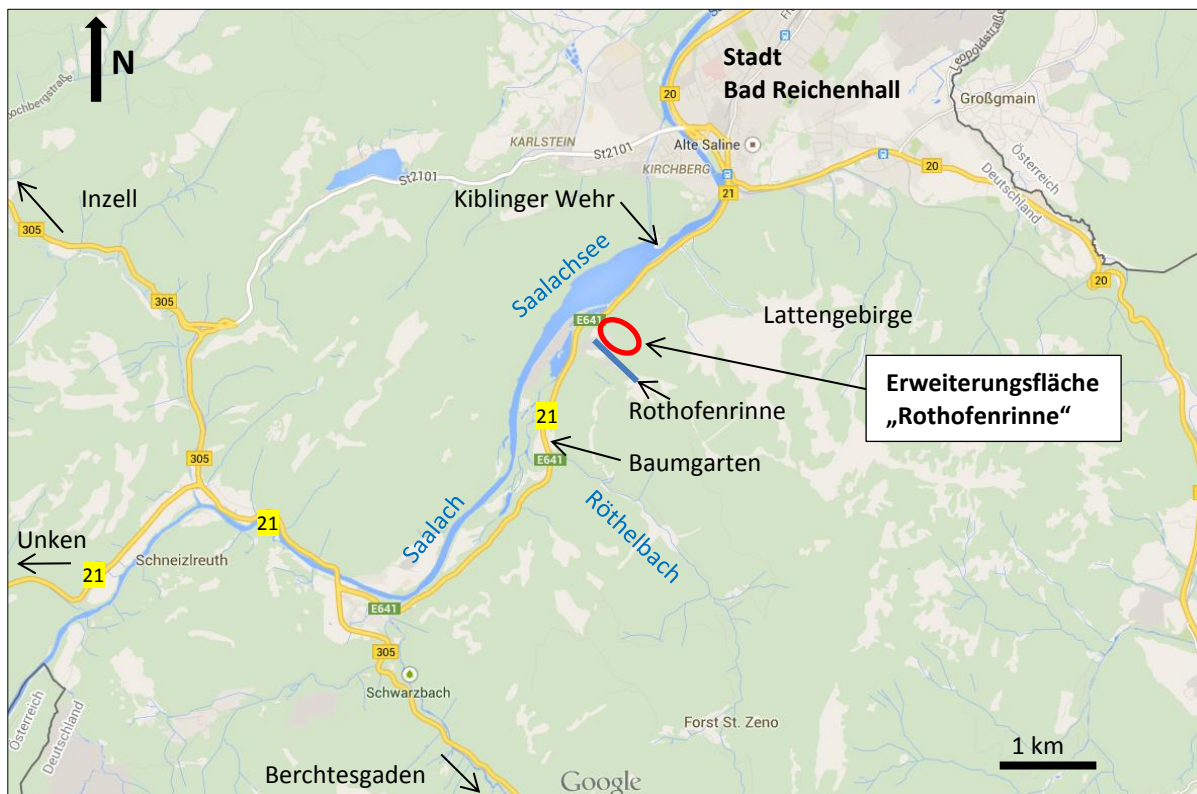 N
Stadt
Bad Reichenhall
Leopoldstraße
20
Großgmain
KARLSTEIN
St2101
Alte Saline
KIRCHBERG
Österreich
Deutschland
20
St2101
21
Inzell
Kiblinger Wehr
305
Saalachsee
305
20
Lattengebirge
E641
Erweiterungsfläche
„Rothofenrinne“
Rothofenrinne
21
Baumgarten
E641
305
Röthelbach
21
Saalach
Unken
Schneizlreuth
21
E641
305
Schwarzbach
Forst St. Zeno
Österreich
Deutschland
1 km
Berchtesgaden
Google